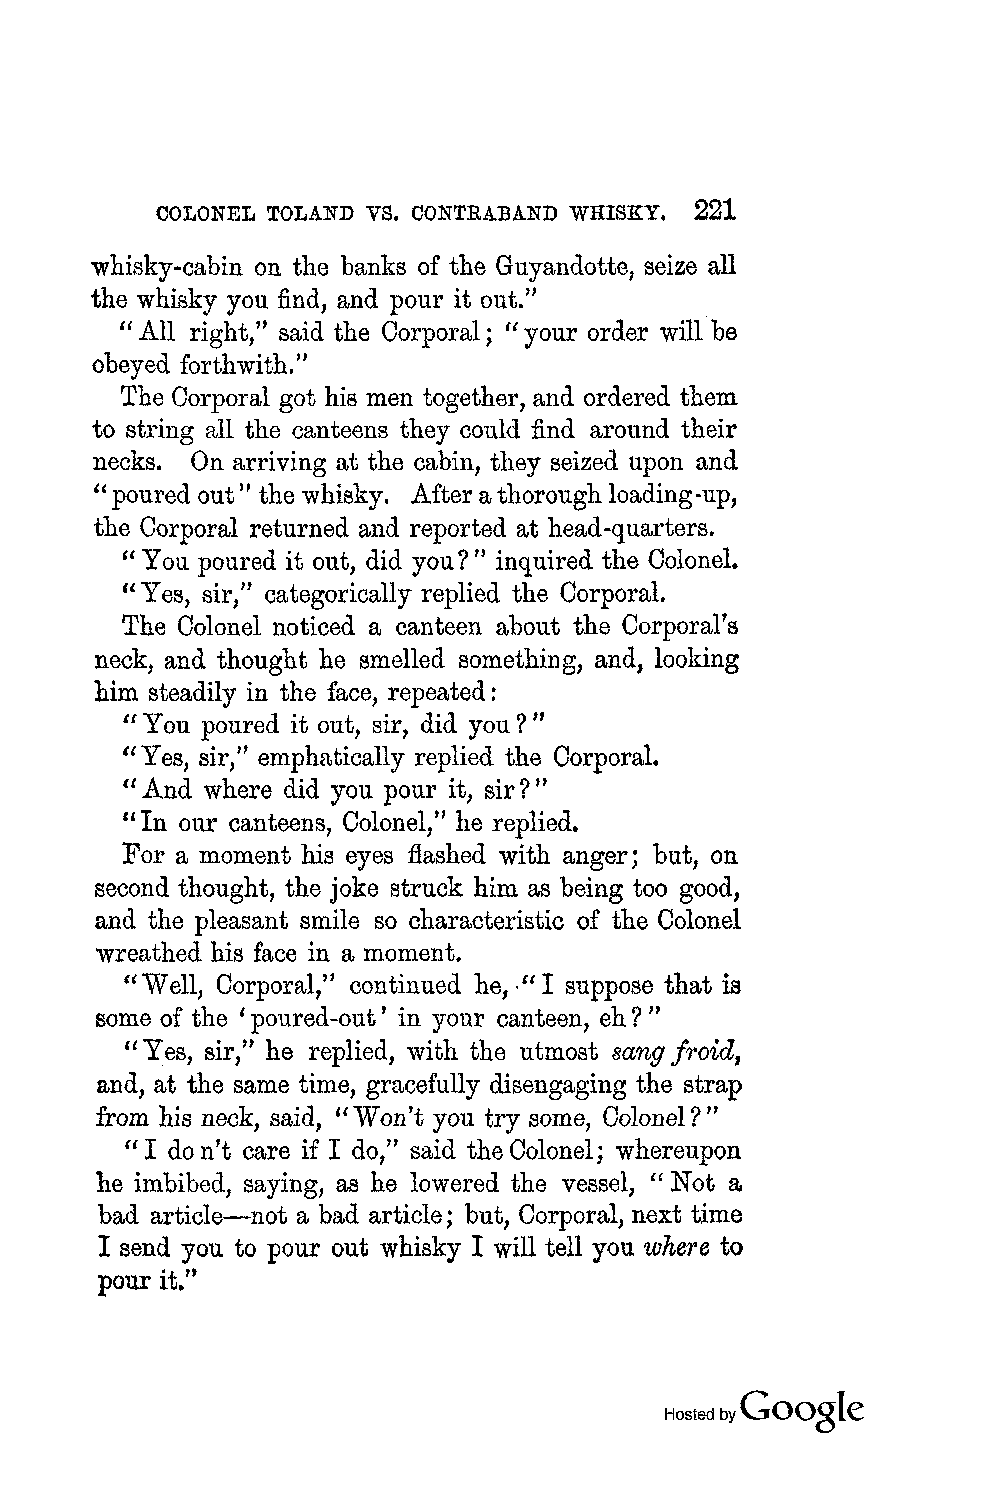 COLONEL TOLAND VS. CONTRABAND WHISKY. 221
whisky-cabin on the banks of the Guyandotte, seize all
the whisky you find, and pour it out."
"All right," said the Corporal; "your order will be
obeyed forthwith."
The Corporal got his men together, and ordered them
to string all the canteens they could find around their
necks. On arriving at the cabin, they seized upon and
"poured out" the whisky. After a thorough loading-up,
the Corporal returned and reported at head-quarters.
"You poured it out, did you?" inquired the Colonel.
"Yes, sir," categorically replied the Corporal.
The Colonel noticed a canteen about the Corporal's
neck, and thought he smelled something, and, looking
him steadily in the face, repeated:
"You poured it out, sir, did you?"
"Yes, sir," emphatically replied the Corporal.
"And where did you pour it, sir?"
"In our canteens, Colonel," he replied.
For a moment his eyes flashed with anger; but, on
second thought, the joke struck him as being too good,
and the pleasant smile so characteristic of the Colonel
wreathed his face in a moment.
"Well, Corporal," continued he, "I suppose that is
some of the 'poured-out' in your canteen, eh?"
"Yes, sir," he replied, with the utmost sang froid,
and, at the same time, gracefully disengaging the strap
from his neck, said, "Won't you try some, Colonel?"
"I do n't care if I do," said the Colonel; whereupon
he imbibed, saying, as he lowered the vessel, "Not a
bad article—not a bad article; but, Corporal, next time
I send you to pour out whisky I will tell you where to
pour it."
Hosted by Google